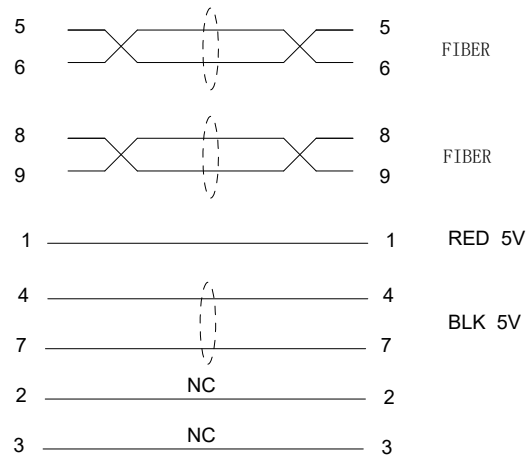 5 5
FIBER
6 6
8 8
FIBER
9 9
1 1 RED 5V
4 4
BLK 5V
7 7
NC
2 2
NC
3 3